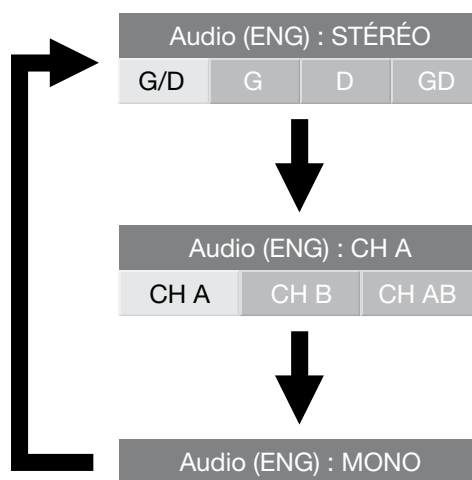 Audio (ENG) : STÉRÉO
G/D G D GD
Audio (ENG) : CH A
CH A CH B CH AB
Audio (ENG) : MONO